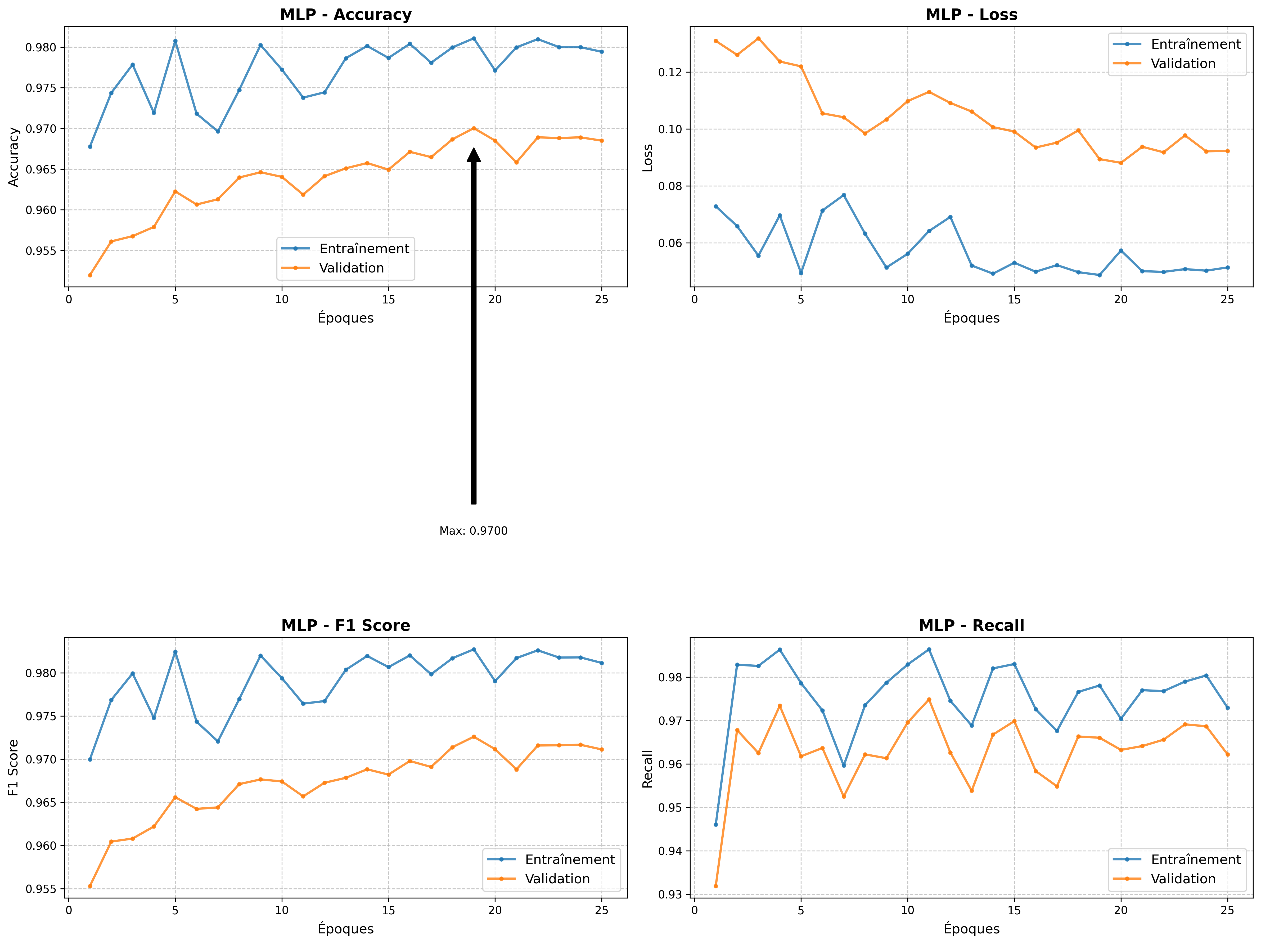 MLP - Accuracy
Accuracy
0.980
0.975
0.970
0.965
0.960
0.955
Entraînement
Validation
0 5 10 15 20 25
Époques
Max: 0.9700
MLP - Loss
Loss
0.12
0.10
0.08
0.06
Entraînement
Validation
0 5 10 15 20 25
Époques
MLP - F1 Score
F1 Score
0.980
0.975
0.970
0.965
0.960
0.955
Entraînement
Validation
0 5 10 15 20 25
Époques
MLP - Recall
Recall
0.98
0.97
0.96
0.95
0.94
0.93
Entraînement
Validation
0 5 10 15 20 25
Époques